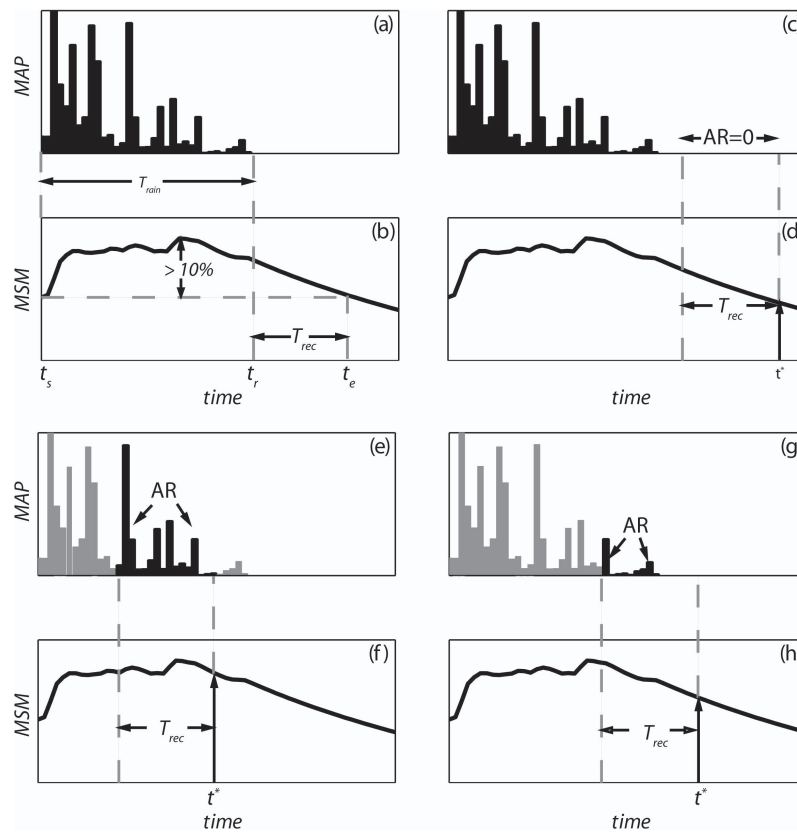 (a)
MAP
T_rain
(b)
MSM
> 10%
T_rec
t_s
t_r
t_e
time
(c)
AR=0
(d)
T_rec
t*
time
(e)
MAP
AR
(f)
MSM
T_rec
t*
time
(g)
AR
(h)
T_rec
t*
time